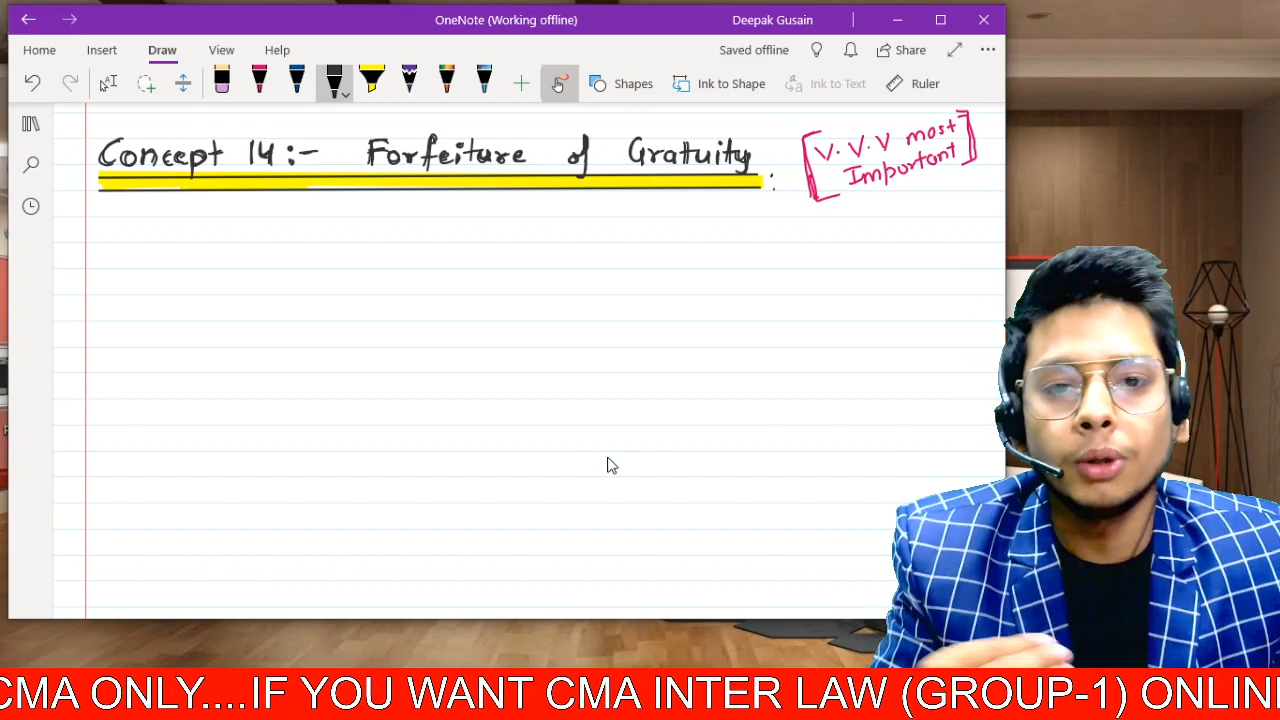 OneNote (Working offline)
Deepak Gusain
Home Insert Draw View Help
Saved offline
Share
Shapes
Ink to Shape
Ink to Text
Ruler
Concept 14:- Forfeiture of Gratuity :
[V.V.V most
Important]
CMA ONLY....IF YOU WANT CMA INTER LAW (GROUP-1) ONLIN